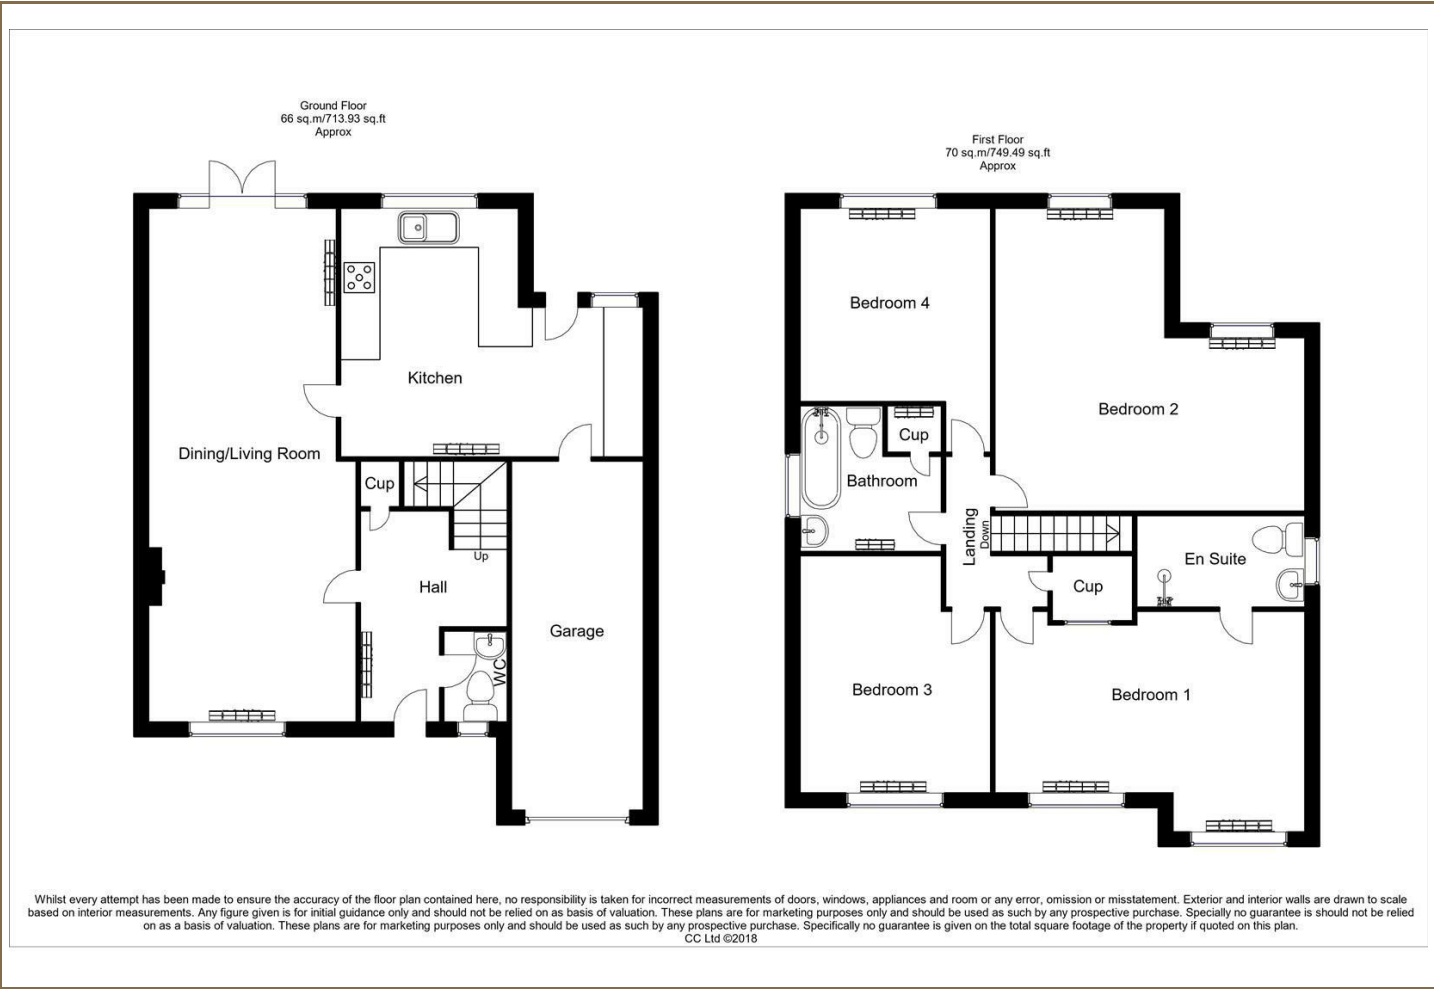 Ground Floor
66 sq.m/713.93 sq.ft
Approx
First Floor
70 sq.m/749.49 sq.ft
Approx
Kitchen
Dining/Living Room
Cup
Up
Hall
WC
Garage
Bedroom 4
Bedroom 2
Cup
Bathroom
Landing
Down
En Suite
Cup
Bedroom 3
Bedroom 1
Whilst every attempt has been made to ensure the accuracy of the floor plan contained here, no responsibility is taken for incorrect measurements of doors, windows, appliances and room or any error, omission or misstatement. Exterior and interior walls are drawn to scale
based on interior measurements. Any figure given is for initial guidance only and should not be relied on as basis of valuation. These plans are for marketing purposes only and should be used as such by any prospective purchase. Specially no guarantee is should not be relied
on as a basis of valuation. These plans are for marketing purposes only and should be used as such by any prospective purchase. Specifically no guarantee is given on the total square footage of the property if quoted on this plan.
CC Ltd ©2018